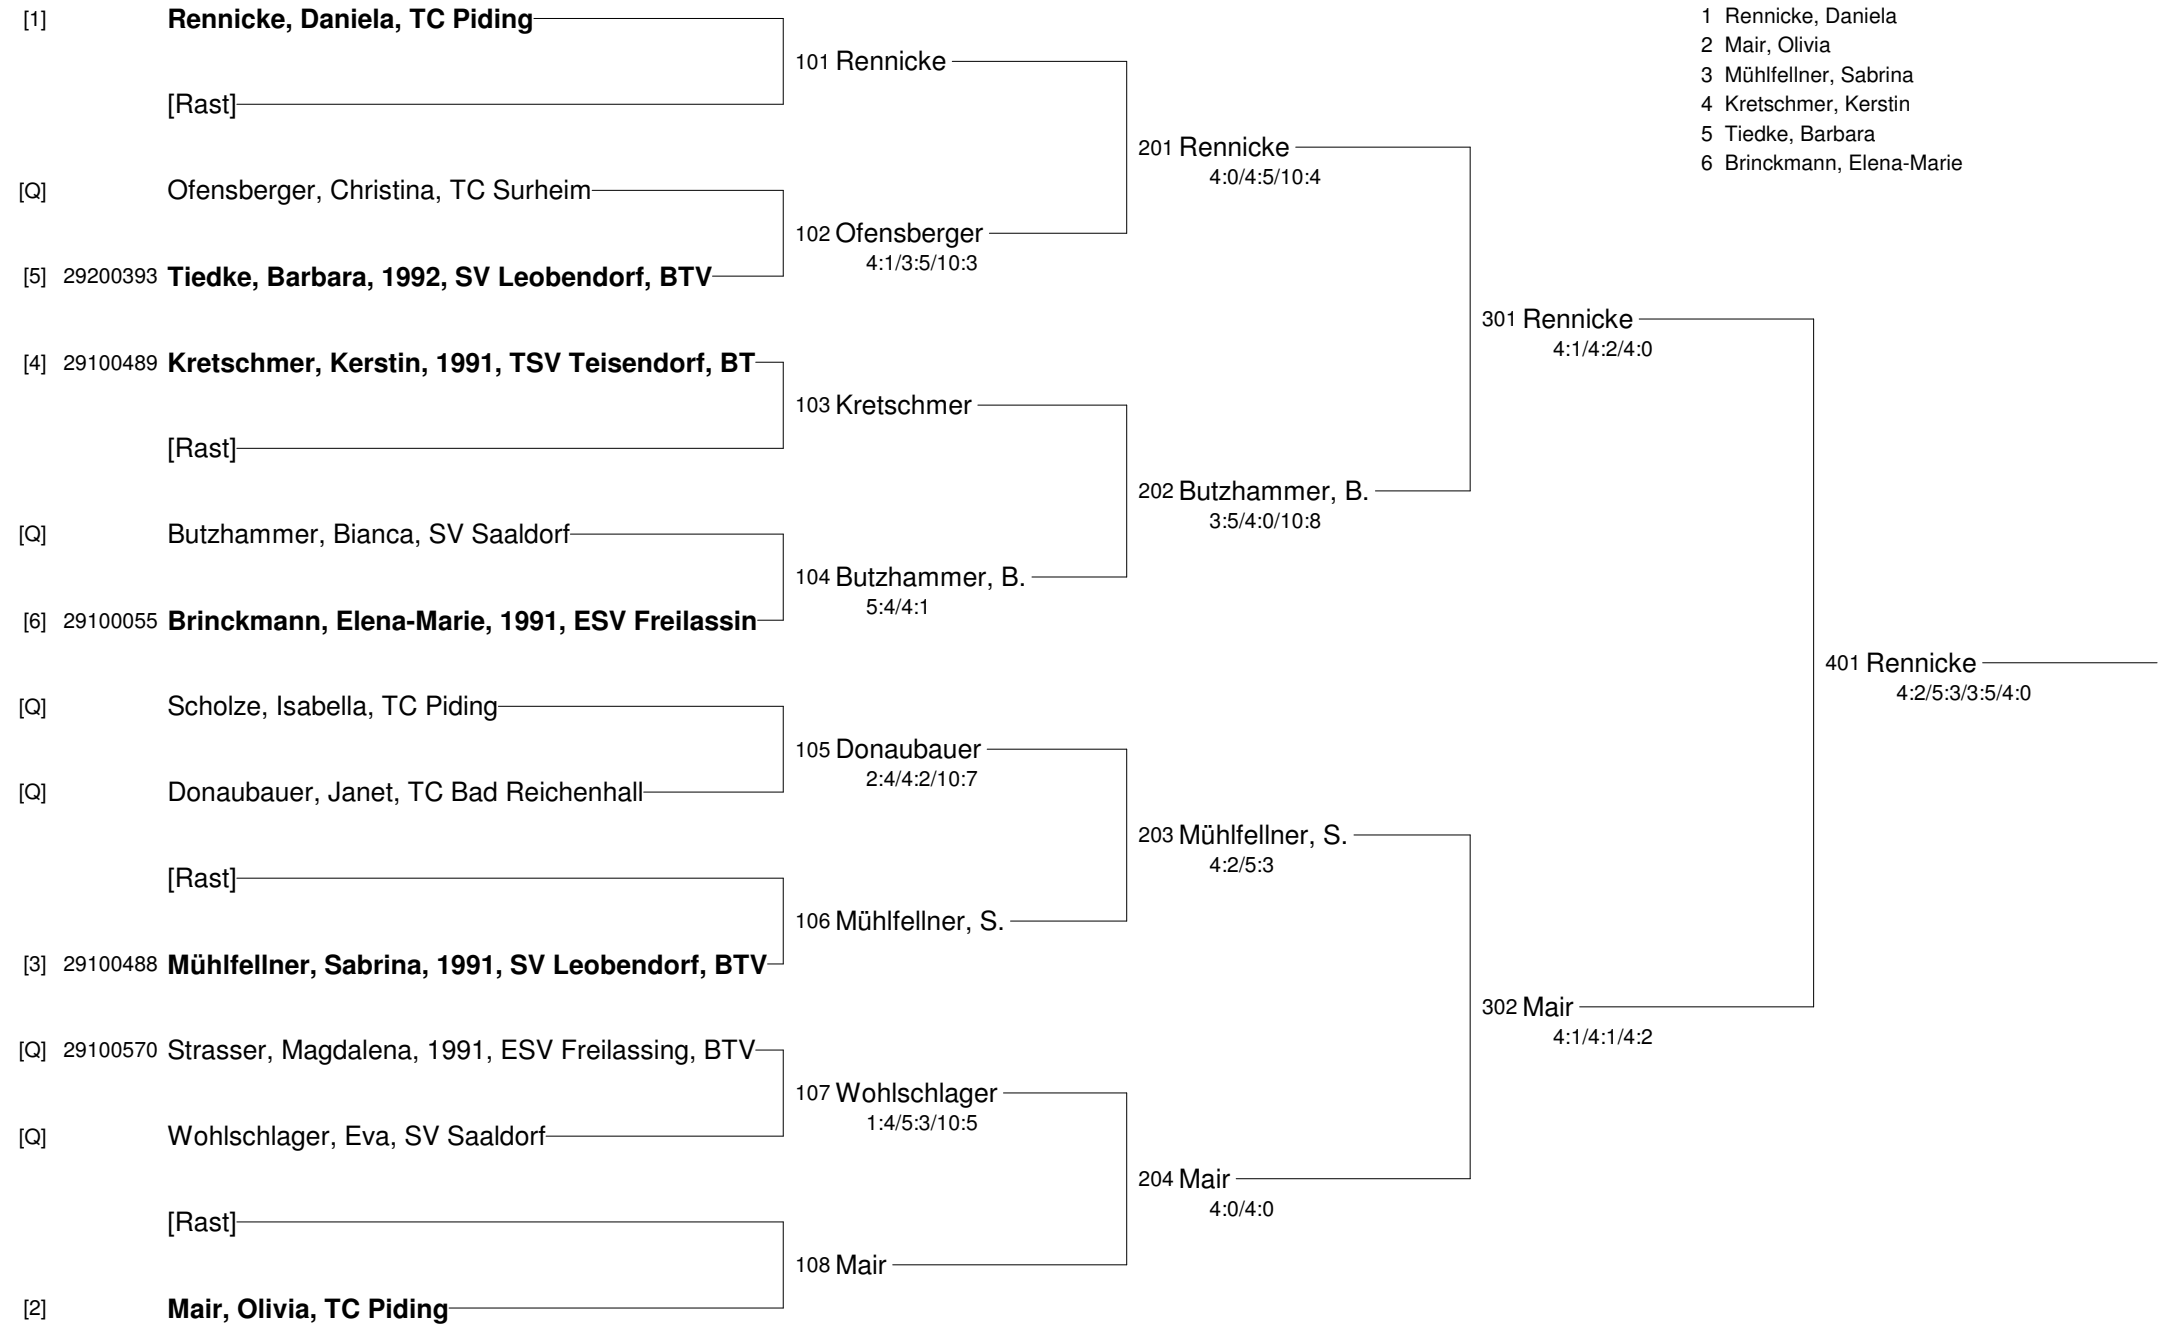 [1] Rennicke, Daniela, TC Piding
[Rast]
[Q] Ofensberger, Christina, TC Surheim
[5] 29200393 Tiedke, Barbara, 1992, SV Leobendorf, BTV
[4] 29100489 Kretschmer, Kerstin, 1991, TSV Teisendorf, BT
[Rast]
[Q] Butzhammer, Bianca, SV Saaldorf
[6] 29100055 Brinckmann, Elena-Marie, 1991, ESV Freilassin
[Q] Scholze, Isabella, TC Piding
[Q] Donaubauer, Janet, TC Bad Reichenhall
[Rast]
[3] 29100488 Mühlfellner, Sabrina, 1991, SV Leobendorf, BTV
[Q] 29100570 Strasser, Magdalena, 1991, ESV Freilassing, BTV
[Q] Wohlschlager, Eva, SV Saaldorf
[Rast]
[2] Mair, Olivia, TC Piding
101 Rennicke
102 Ofensberger
4:1/3:5/10:3
103 Kretschmer
104 Butzhammer, B.
5:4/4:1
105 Donaubauer
2:4/4:2/10:7
106 Mühlfellner, S.
107 Wohlschlager
1:4/5:3/10:5
108 Mair
201 Rennicke
4:0/4:5/10:4
202 Butzhammer, B.
3:5/4:0/10:8
203 Mühlfellner, S.
4:2/5:3
204 Mair
4:0/4:0
301 Rennicke
4:1/4:2/4:0
302 Mair
4:1/4:1/4:2
401 Rennicke
4:2/5:3/3:5/4:0
1 Rennicke, Daniela
2 Mair, Olivia
3 Mühlfellner, Sabrina
4 Kretschmer, Kerstin
5 Tiedke, Barbara
6 Brinckmann, Elena-Marie